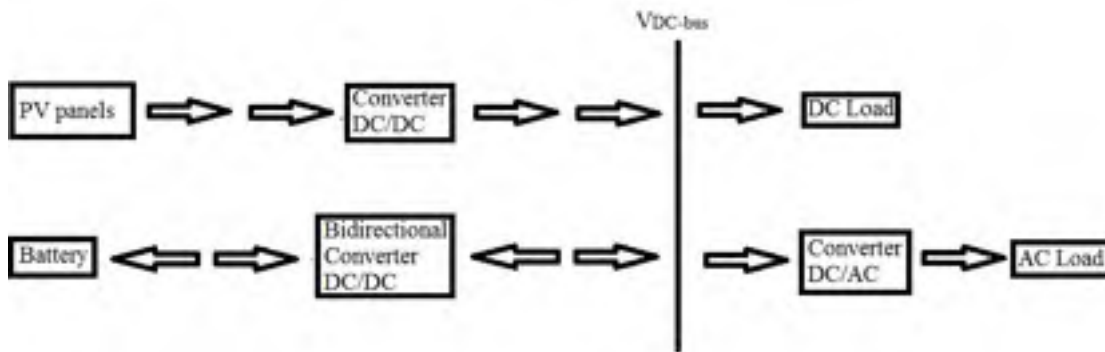 VDC-bus
PV panels
Converter
DC/DC
DC Load
Battery
Bidirectional
Converter
DC/DC
Converter
DC/AC
AC Load